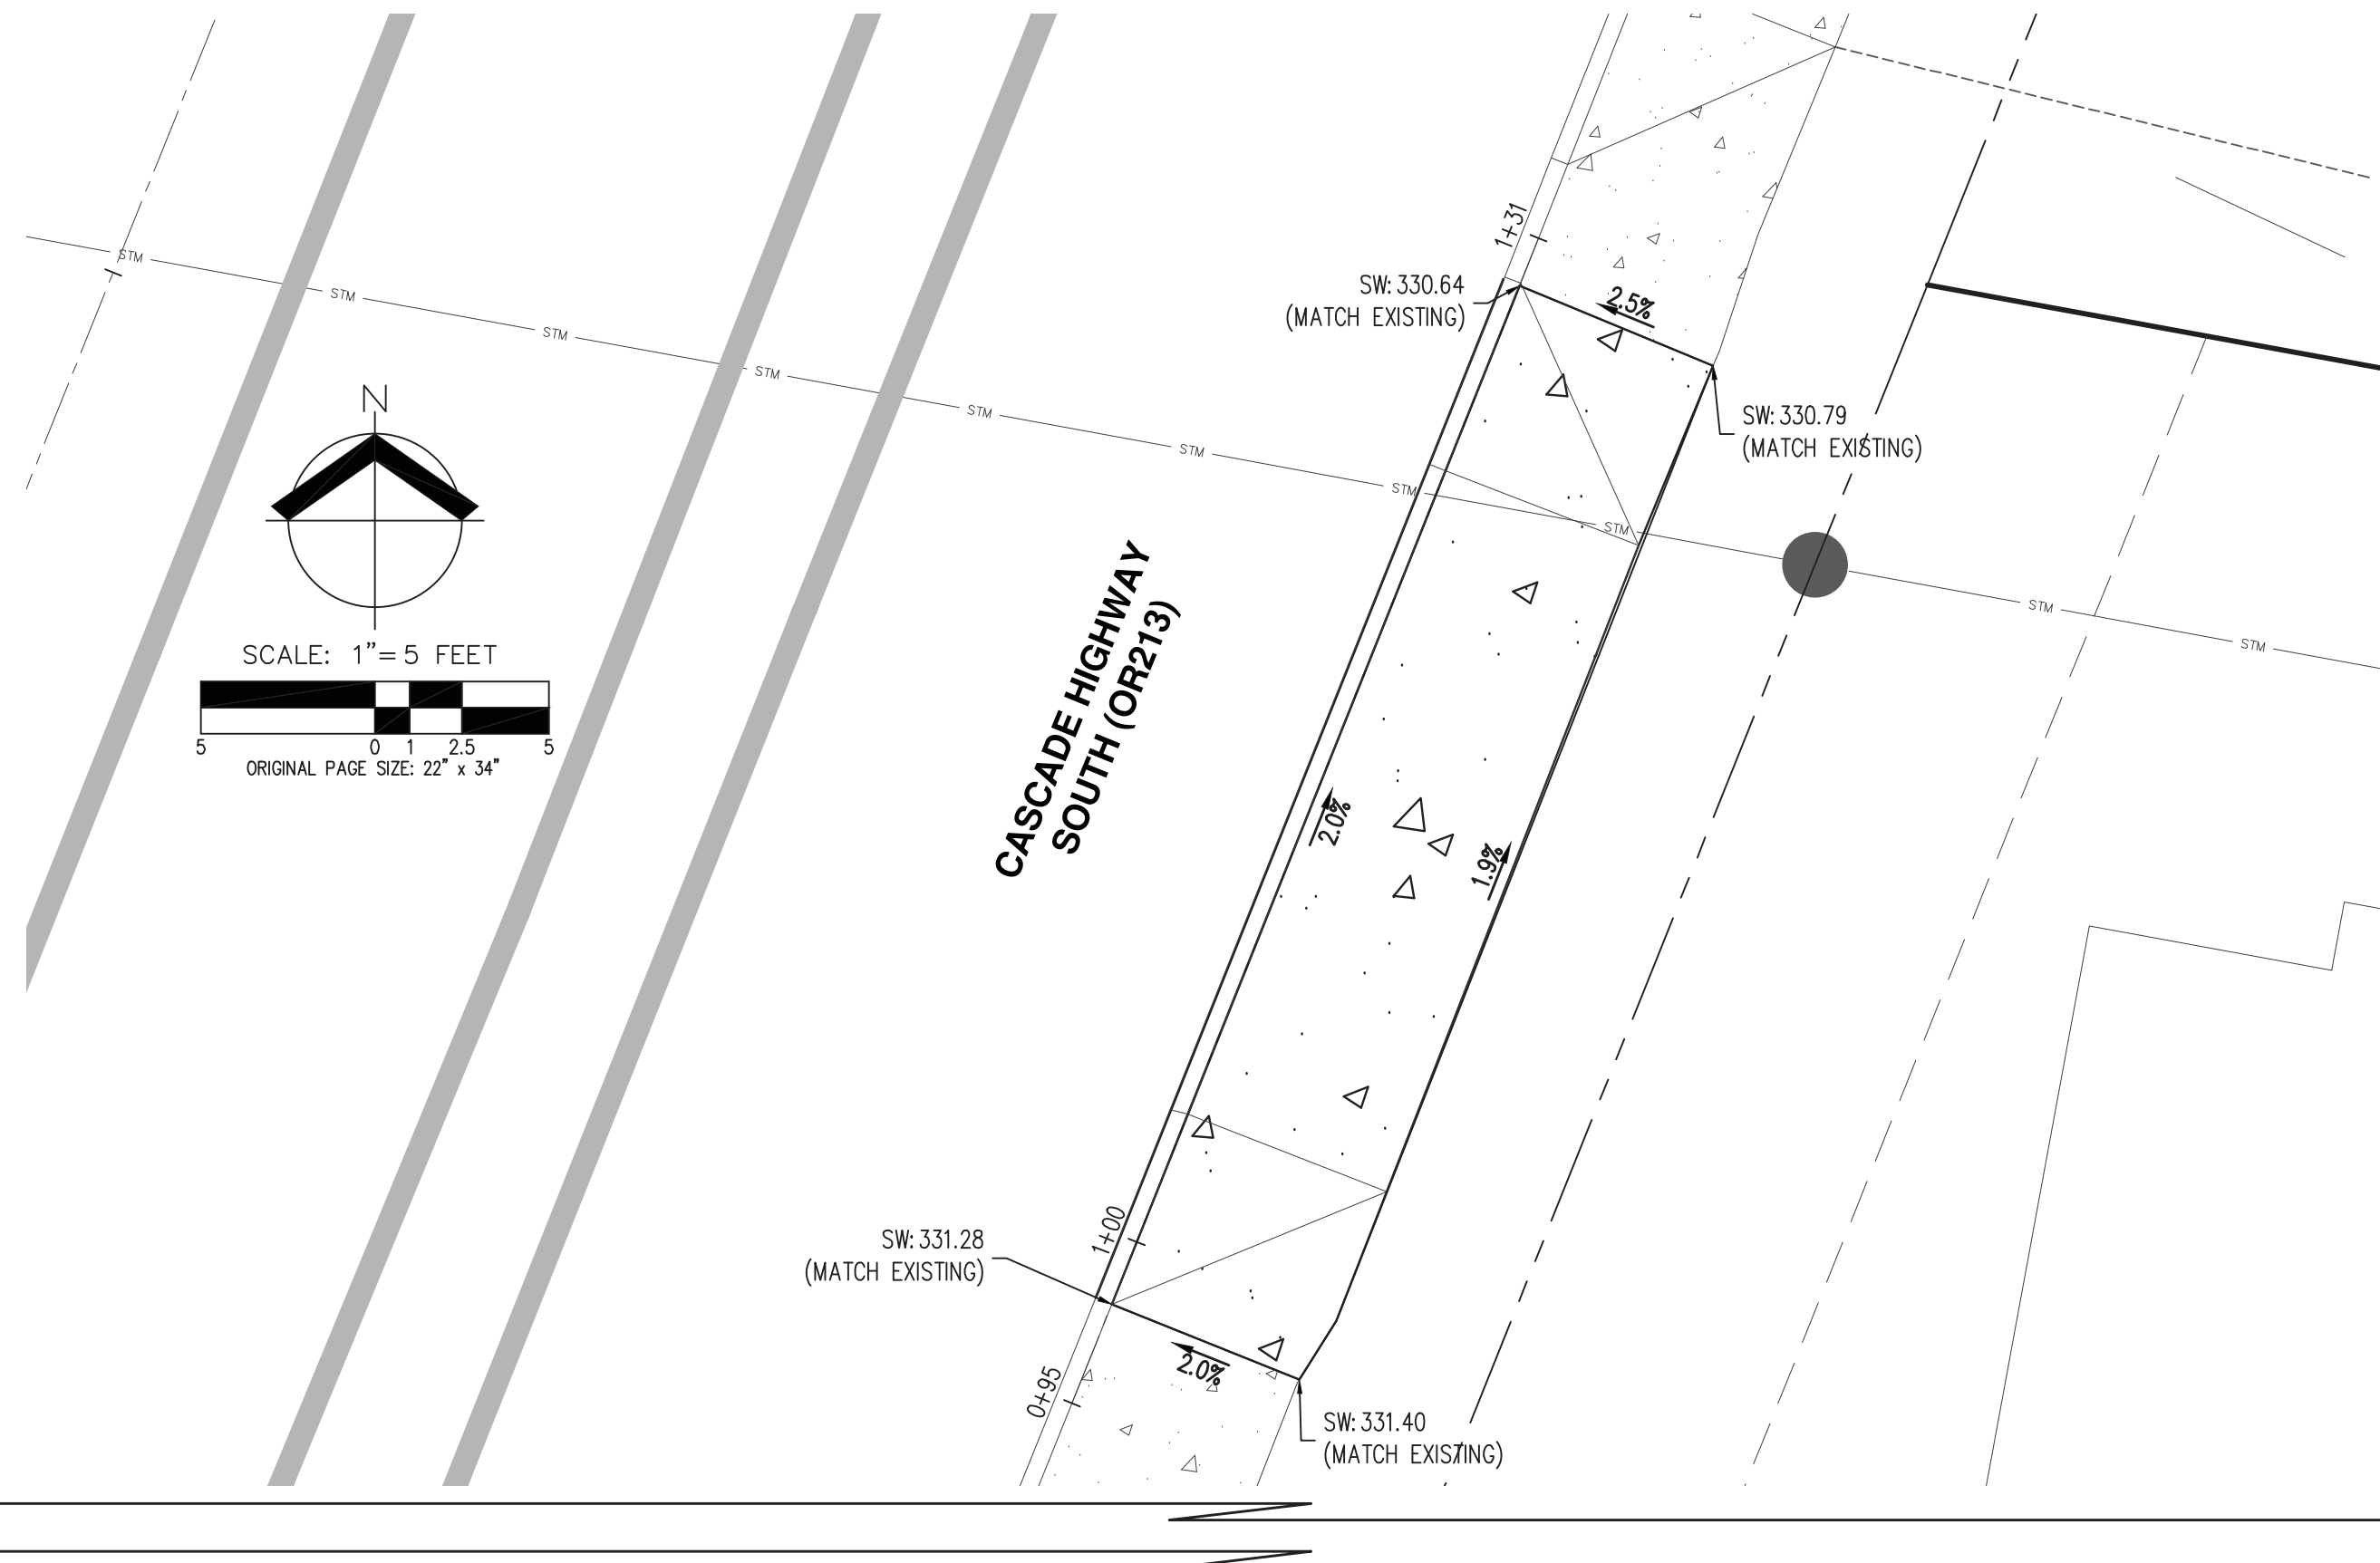 1+31
SW: 330.64
(MATCH EXISTING)
2.5%
STM
STM
STM
STM
STM
STM
STM
STM
STM
STM
SW: 330.79
(MATCH EXISTING)
N
SCALE: 1"= 5 FEET
5 0 1 2.5 5
ORIGINAL PAGE SIZE: 22" x 34"
CASCADE HIGHWAY
SOUTH (OR213)
2.0%
1.9%
1+00
SW: 331.28
(MATCH EXISTING)
2.0%
0+95
SW: 331.40
(MATCH EXISTING)